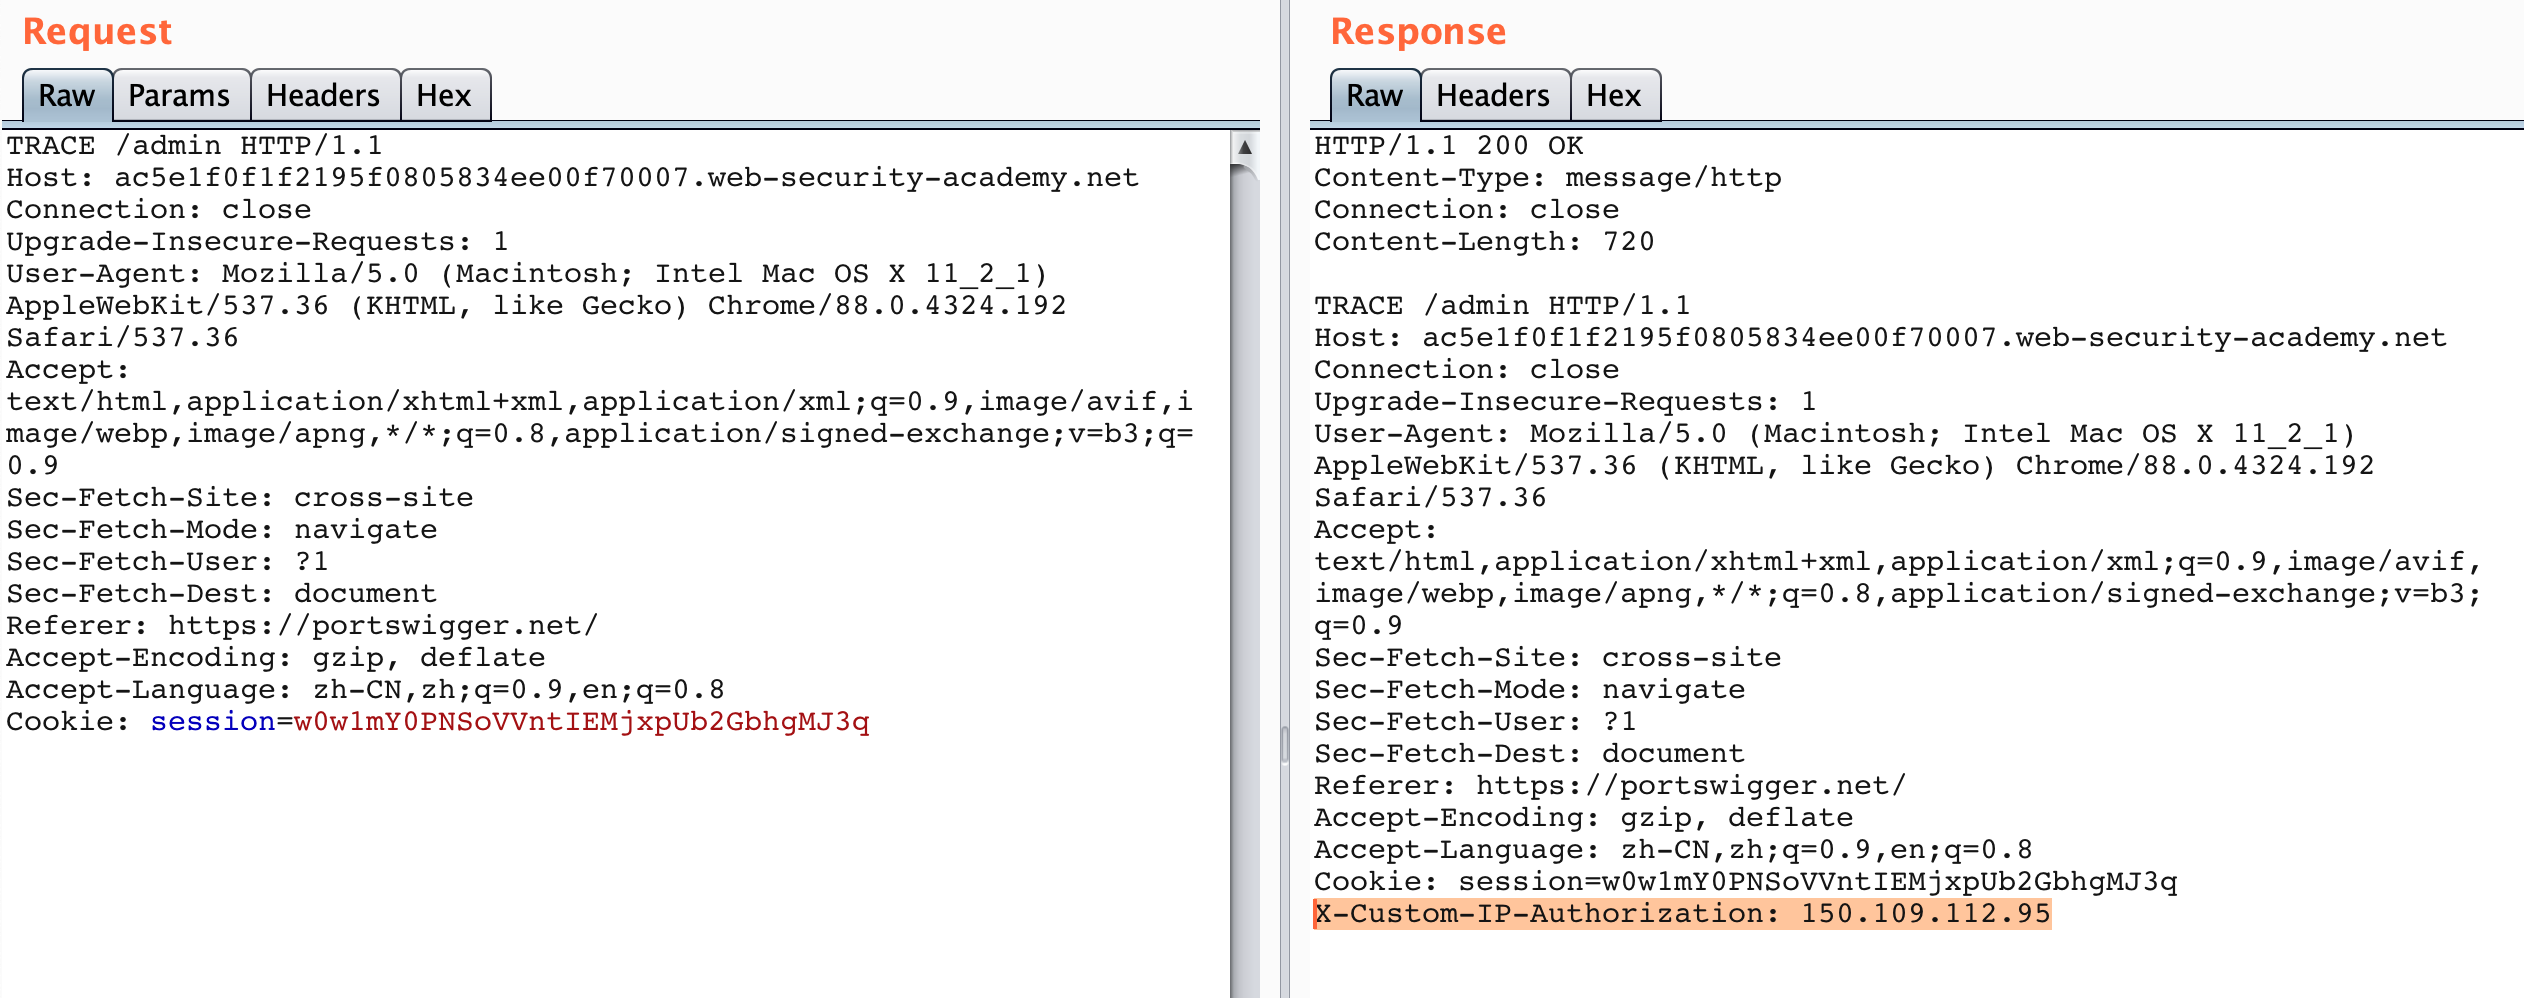 Request
Raw Params Headers Hex
TRACE /admin HTTP/1.1
Host: ac5e1f0f1f2195f0805834ee00f70007.web-security-academy.net
Connection: close
Upgrade-Insecure-Requests: 1
User-Agent: Mozilla/5.0 (Macintosh; Intel Mac OS X 11_2_1)
AppleWebKit/537.36 (KHTML, like Gecko) Chrome/88.0.4324.192
Safari/537.36
Accept:
text/html,application/xhtml+xml,application/xml;q=0.9,image/avif,i
mage/webp,image/apng,*/*;q=0.8,application/signed-exchange;v=b3;q=
0.9
Sec-Fetch-Site: cross-site
Sec-Fetch-Mode: navigate
Sec-Fetch-User: ?1
Sec-Fetch-Dest: document
Referer: https://portswigger.net/
Accept-Encoding: gzip, deflate
Accept-Language: zh-CN,zh;q=0.9,en;q=0.8
Cookie: session=w0w1mY0PNSoVVntIEMjxpUb2GbhgMJ3q
Response
Raw Headers Hex
HTTP/1.1 200 OK
Content-Type: message/http
Connection: close
Content-Length: 720
TRACE /admin HTTP/1.1
Host: ac5e1f0f1f2195f0805834ee00f70007.web-security-academy.net
Connection: close
Upgrade-Insecure-Requests: 1
User-Agent: Mozilla/5.0 (Macintosh; Intel Mac OS X 11_2_1)
AppleWebKit/537.36 (KHTML, like Gecko) Chrome/88.0.4324.192
Safari/537.36
Accept:
text/html,application/xhtml+xml,application/xml;q=0.9,image/avif,
image/webp,image/apng,*/*;q=0.8,application/signed-exchange;v=b3;
q=0.9
Sec-Fetch-Site: cross-site
Sec-Fetch-Mode: navigate
Sec-Fetch-User: ?1
Sec-Fetch-Dest: document
Referer: https://portswigger.net/
Accept-Encoding: gzip, deflate
Accept-Language: zh-CN,zh;q=0.9,en;q=0.8
Cookie: session=w0w1mY0PNSoVVntIEMjxpUb2GbhgMJ3q
X-Custom-IP-Authorization: 150.109.112.95